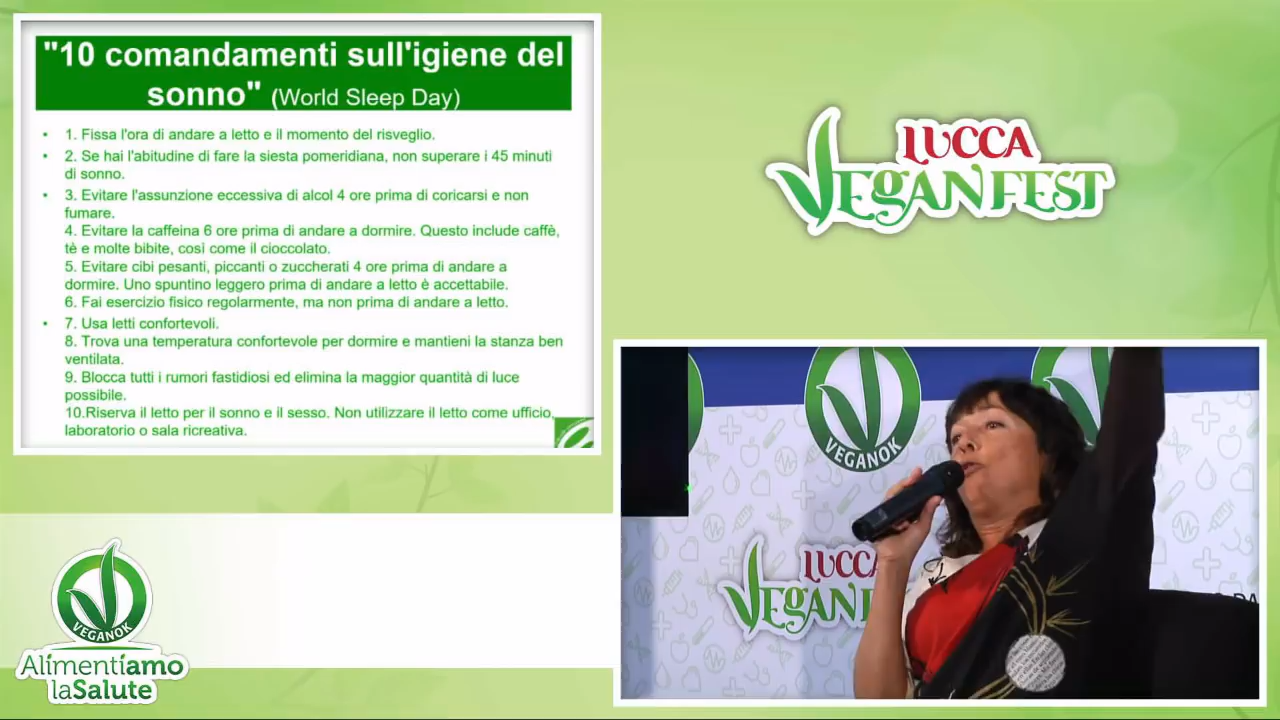 "10 comandamenti sull'igiene del
sonno" (World Sleep Day)
• 1. Fissa l'ora di andare a letto e il momento del risveglio.
• 2. Se hai l'abitudine di fare la siesta pomeridiana, non superare i 45 minuti
di sonno.
• 3. Evitare l'assunzione eccessiva di alcol 4 ore prima di coricarsi e non
fumare.
4. Evitare la caffeina 6 ore prima di andare a dormire. Questo include caffè,
tè e molte bibite, così come il cioccolato.
5. Evitare cibi pesanti, piccanti o zuccherati 4 ore prima di andare a
dormire. Uno spuntino leggero prima di andare a letto è accettabile.
6. Fai esercizio fisico regolarmente, ma non prima di andare a letto.
• 7. Usa letti confortevoli.
8. Trova una temperatura confortevole per dormire e mantieni la stanza ben
ventilata.
9. Blocca tutti i rumori fastidiosi ed elimina la maggior quantità di luce
possibile.
10.Riserva il letto per il sonno e il sesso. Non utilizzare il letto come ufficio,
laboratorio o sala ricreativa.
LUCCA
VEGANFEST
VEGANOK
LUCCA
VEGANF
VEGANOK
Alimentiamo
laSalute